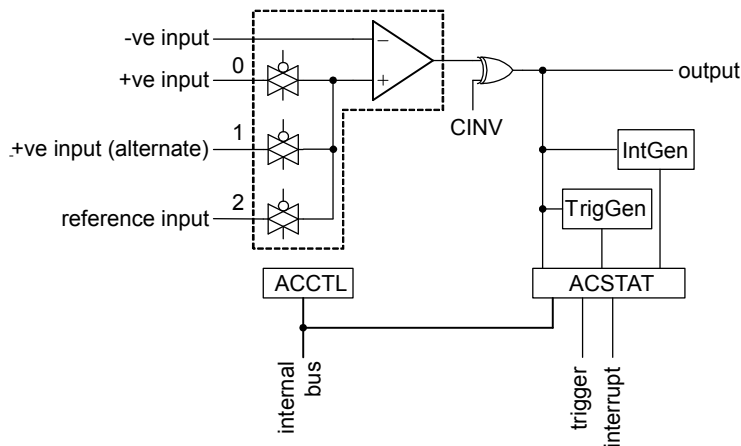 -ve input
0
+ve input
1
+ve input (alternate)
2
reference input
−
+
CINV
output
IntGen
TrigGen
ACCTL
ACSTAT
internal
bus
trigger
interrupt